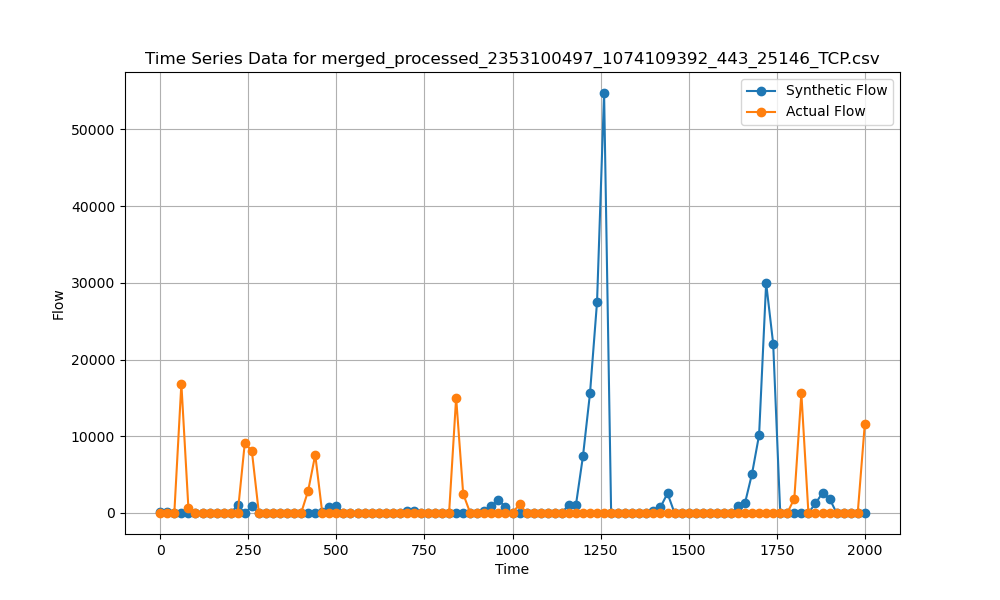 Time Series Data for merged_processed_2353100497_1074109392_443_25146_TCP.csv
Synthetic Flow
Actual Flow
Flow
50000
40000
30000
20000
10000
0
0 250 500 750 1000 1250 1500 1750 2000
Time